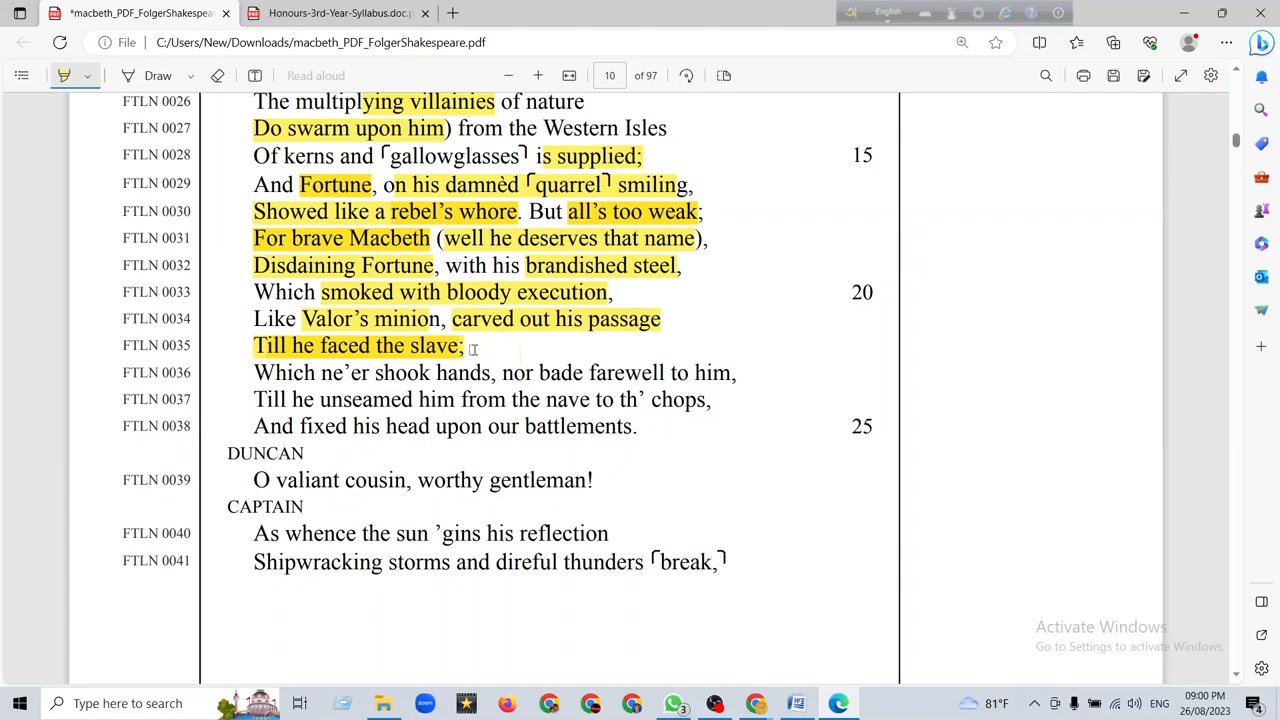 *macbeth_PDF_FolgerShakespea
Honours-3rd-Year-Syllabus.doc.p
English
File C:/Users/New/Downloads/macbeth_PDF_FolgerShakespeare.pdf
Draw
Read aloud
10 of 97
FTLN 0026 The multiplying villainies of nature
FTLN 0027 Do swarm upon him) from the Western Isles
FTLN 0028 Of kerns and ⌜gallowglasses⌝ is supplied; 15
FTLN 0029 And Fortune, on his damnèd ⌜quarrel⌝ smiling,
FTLN 0030 Showed like a rebel’s whore. But all’s too weak;
FTLN 0031 For brave Macbeth (well he deserves that name),
FTLN 0032 Disdaining Fortune, with his brandished steel,
FTLN 0033 Which smoked with bloody execution, 20
FTLN 0034 Like Valor’s minion, carved out his passage
FTLN 0035 Till he faced the slave;
FTLN 0036 Which ne’er shook hands, nor bade farewell to him,
FTLN 0037 Till he unseamed him from the nave to th’ chops,
FTLN 0038 And fixed his head upon our battlements. 25
DUNCAN
FTLN 0039 O valiant cousin, worthy gentleman!
CAPTAIN
FTLN 0040 As whence the sun ’gins his reflection
FTLN 0041 Shipwracking storms and direful thunders ⌜break,⌝
Activate Windows
Go to Settings to activate Windows.
Type here to search
zoom
3
81°F
ENG
09:00 PM
26/08/2023
4